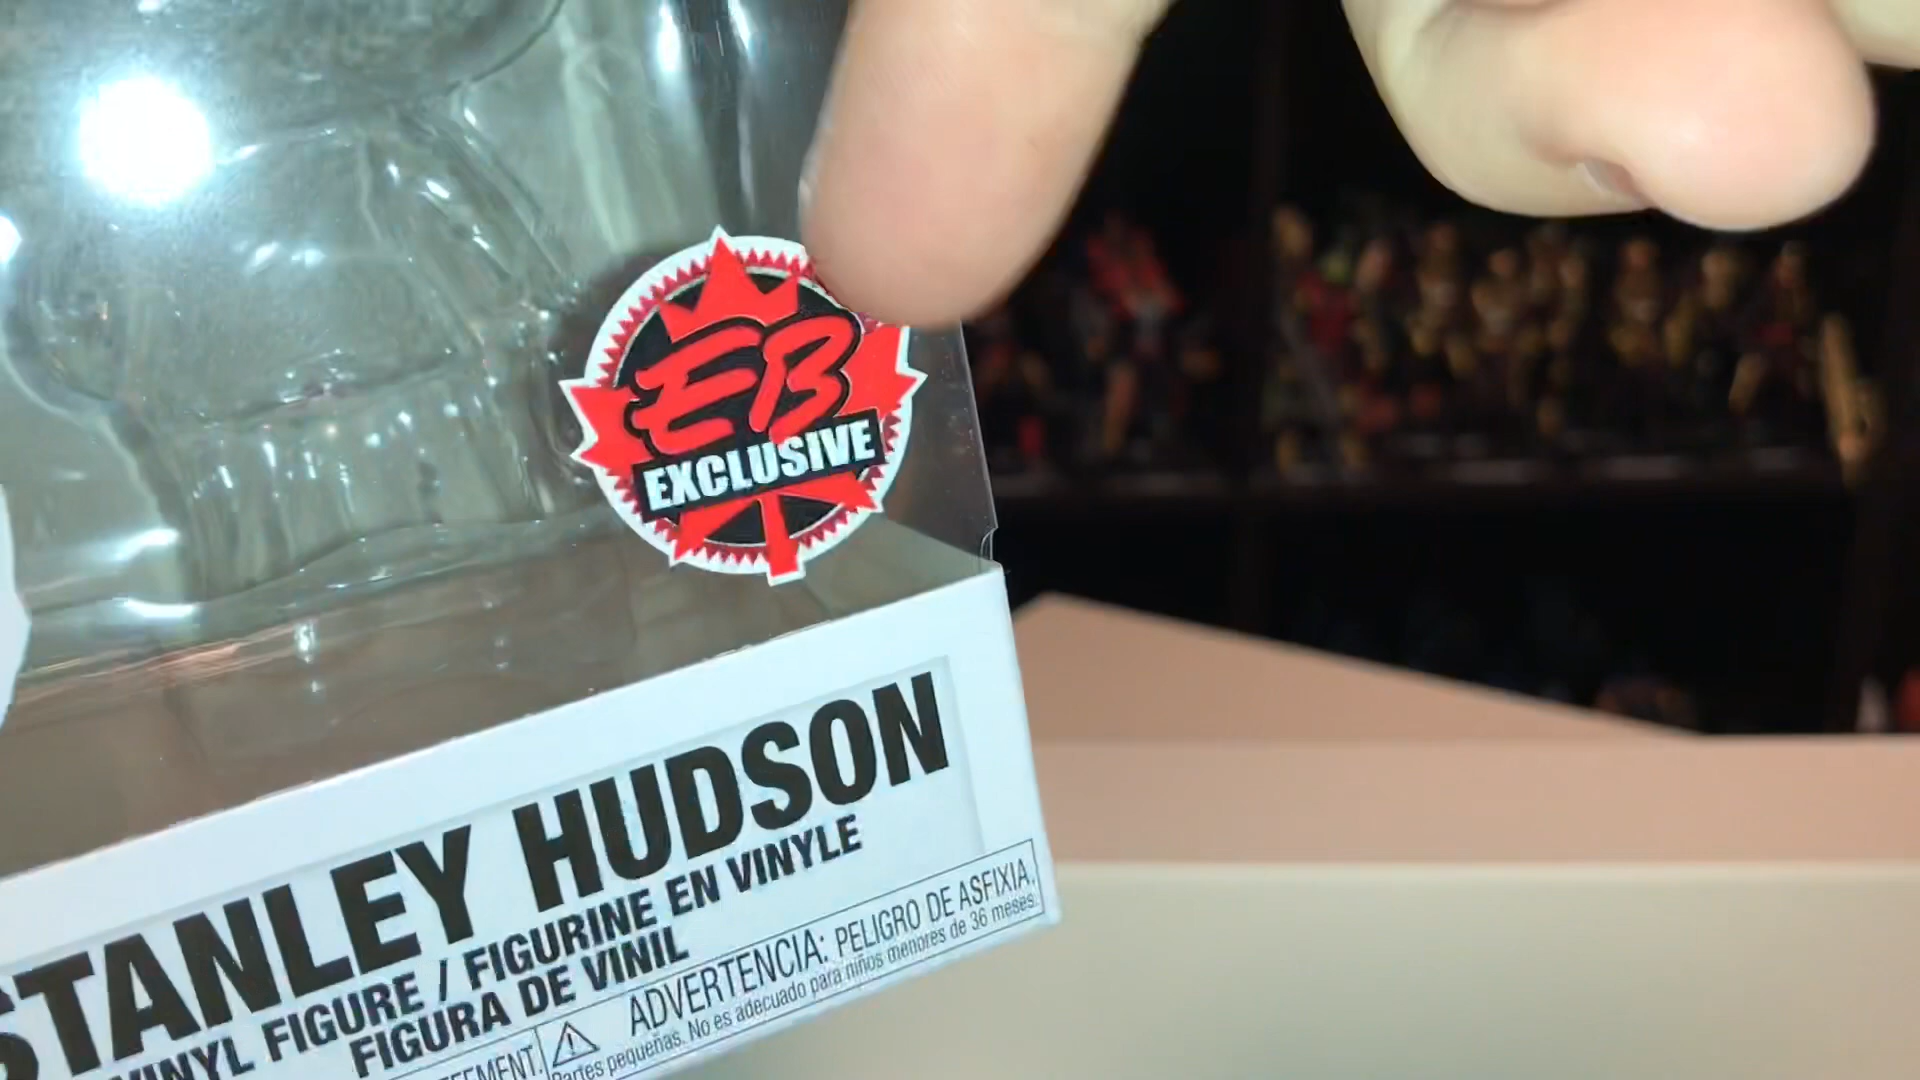 EB
EXCLUSIVE
STANLEY HUDSON
VINYL FIGURE / FIGURINE EN VINYLE
FIGURA DE VINIL
ADVERTENCIA: PELIGRO DE ASFIXIA.
Partes pequeñas. No es adecuado para niños menores de 36 meses.